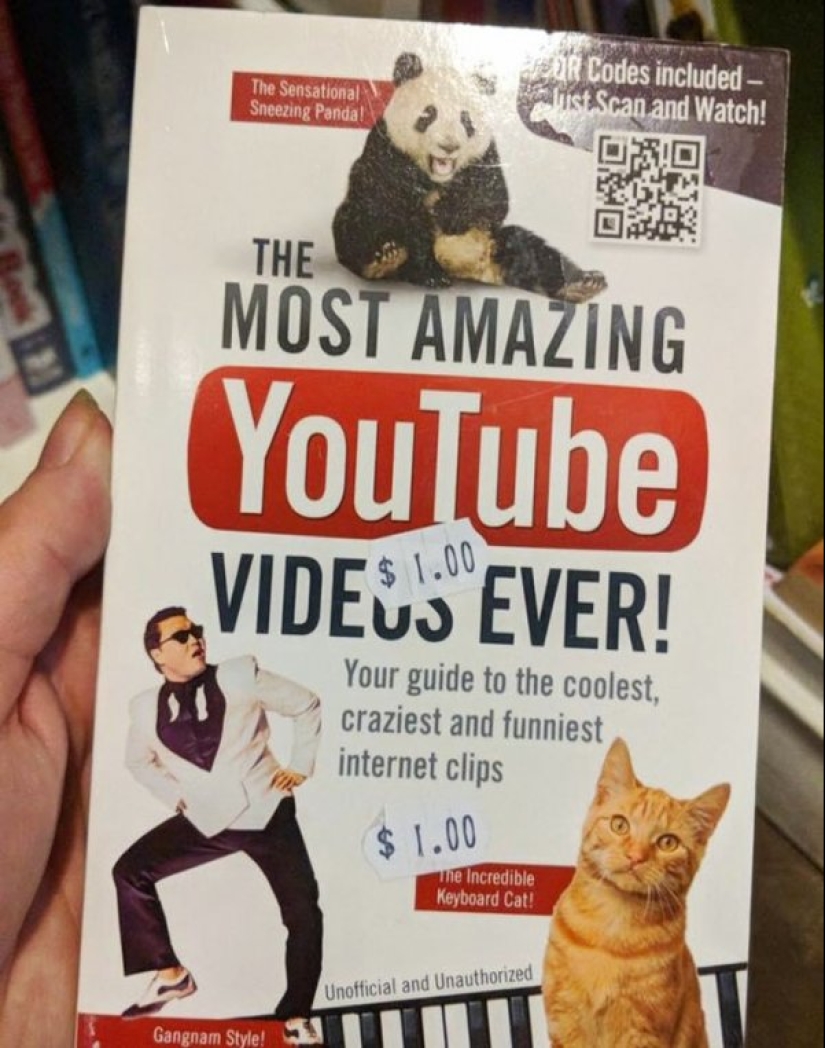 The Sensational
Sneezing Panda!
QR Codes included –
Just Scan and Watch!
THE
MOST AMAZING
YouTube
VIDEOS EVER!
$ 1.00
Your guide to the coolest,
craziest and funniest
internet clips
$ 1.00
The Incredible
Keyboard Cat!
Unofficial and Unauthorized
Gangnam Style!